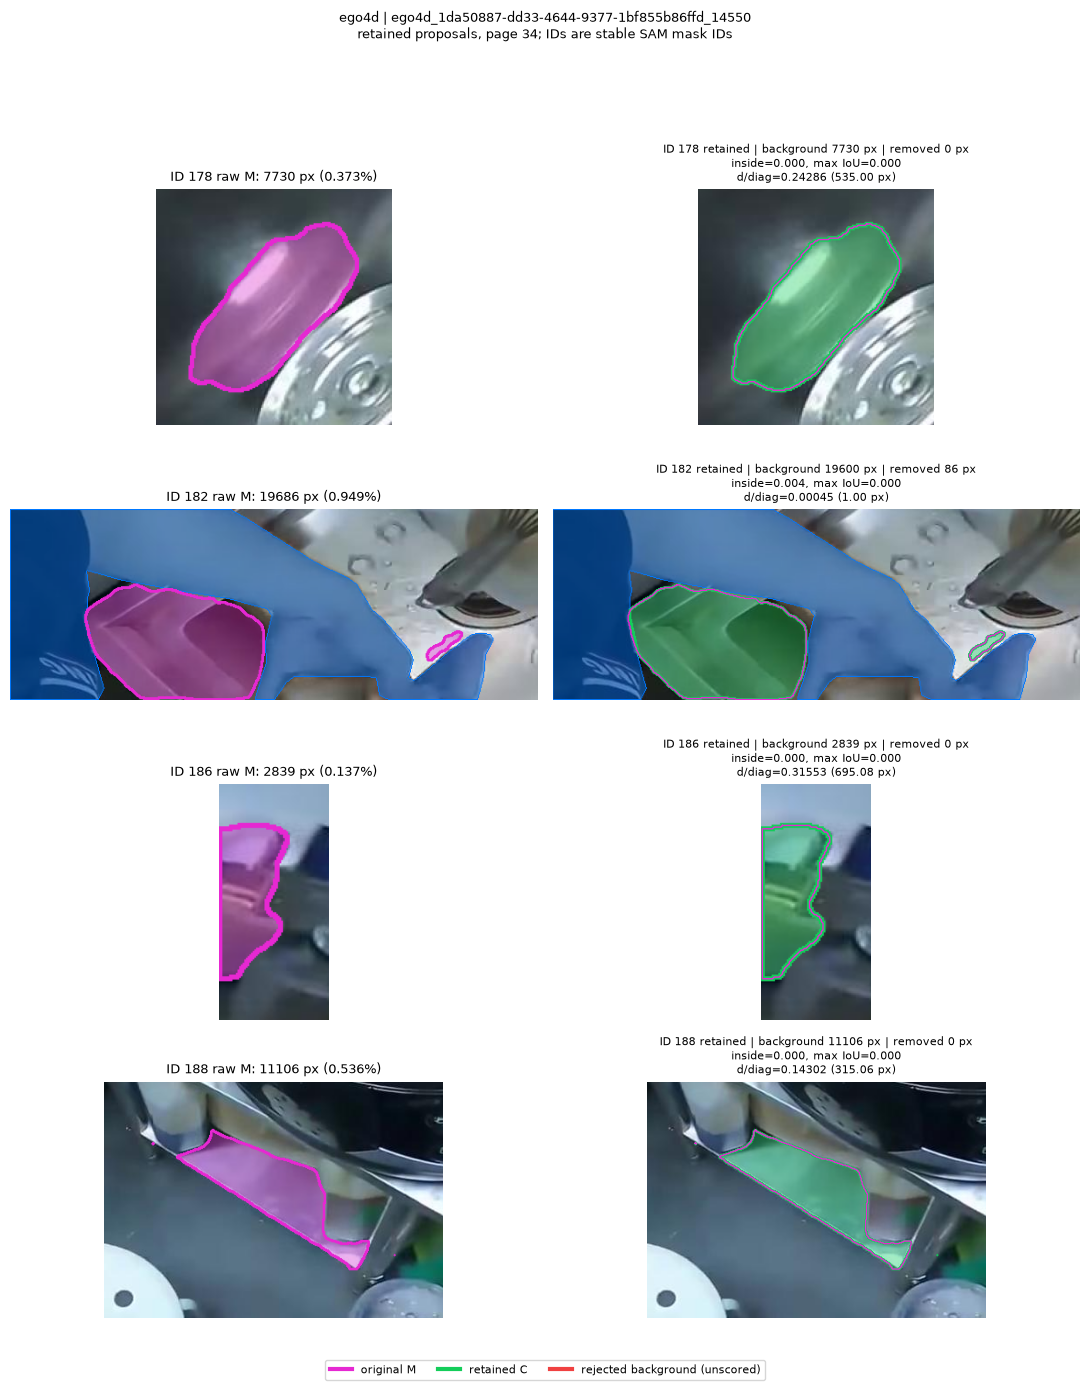 ego4d | ego4d_1da50887-dd33-4644-9377-1bf855b86ffd_14550
retained proposals, page 34; IDs are stable SAM mask IDs
ID 178 raw M: 7730 px (0.373%)
ID 178 retained | background 7730 px | removed 0 px
inside=0.000, max IoU=0.000
d/diag=0.24286 (535.00 px)
ID 182 raw M: 19686 px (0.949%)
ID 182 retained | background 19600 px | removed 86 px
inside=0.004, max IoU=0.000
d/diag=0.00045 (1.00 px)
ID 186 raw M: 2839 px (0.137%)
ID 186 retained | background 2839 px | removed 0 px
inside=0.000, max IoU=0.000
d/diag=0.31553 (695.08 px)
ID 188 raw M: 11106 px (0.536%)
ID 188 retained | background 11106 px | removed 0 px
inside=0.000, max IoU=0.000
d/diag=0.14302 (315.06 px)
original M
retained C
rejected background (unscored)